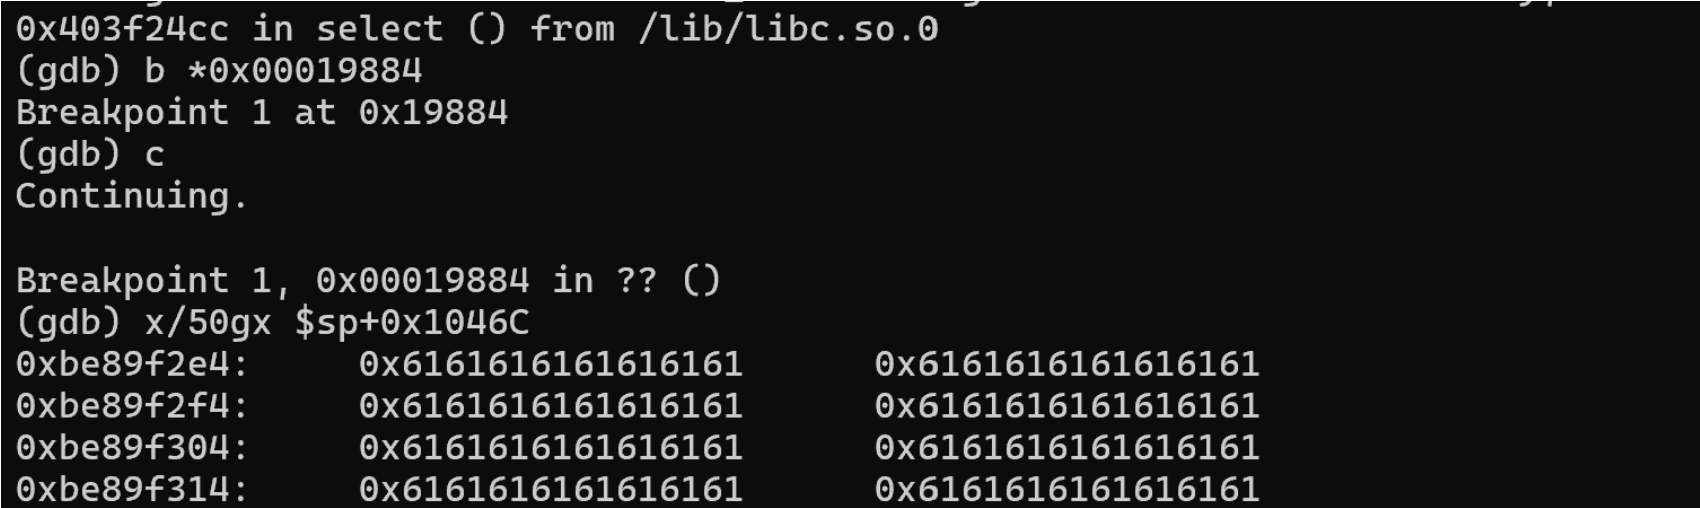 0x403f24cc in select () from /lib/libc.so.0
(gdb) b *0x00019884
Breakpoint 1 at 0x19884
(gdb) c
Continuing.
Breakpoint 1, 0x00019884 in ?? ()
(gdb) x/50gx $sp+0x1046C
0xbe89f2e4: 0x6161616161616161 0x6161616161616161
0xbe89f2f4: 0x6161616161616161 0x6161616161616161
0xbe89f304: 0x6161616161616161 0x6161616161616161
0xbe89f314: 0x6161616161616161 0x6161616161616161